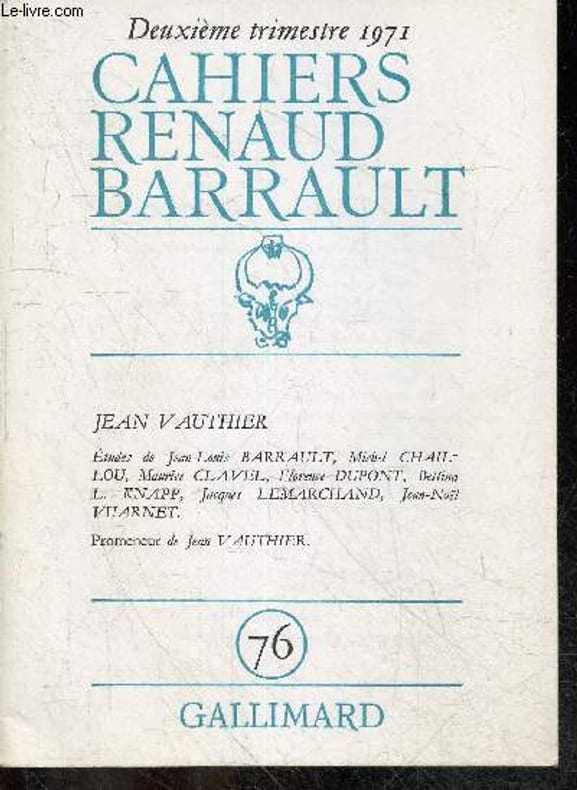 Le-livre.com
Deuxième trimestre 1971
CAHIERS
RENAUD
BARRAULT
JEAN VAUTHIER
Études de Jean-Louis BARRAULT, Michel CHAIL-
LOU, Maurice CLAVEL, Florence DUPONT, Bettina
L. KNAPP, Jacques LEMARCHAND, Jean-Noël
VUARNET.
Promeneur de Jean VAUTHIER.
76
GALLIMARD